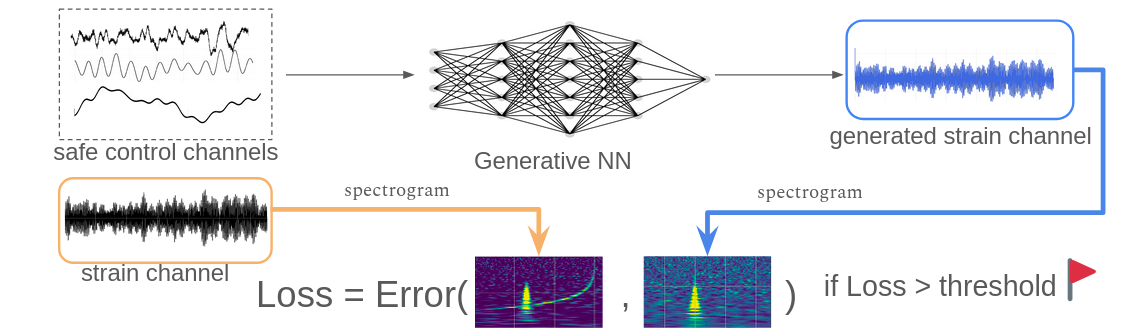 safe control channels
Generative NN
generated strain channel
strain channel
spectrogram
spectrogram
Loss = Error( , )
if Loss > threshold